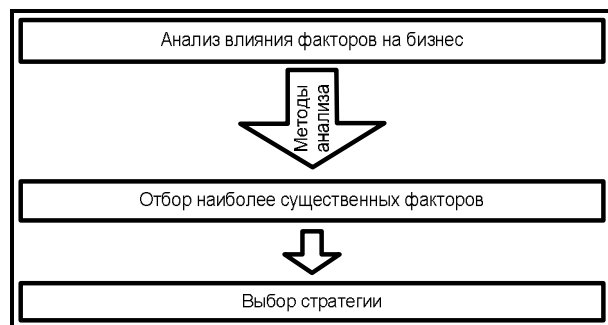 Анализ влияния факторов на бизнес
Методы
анализа
Отбор наиболее существенных факторов
Выбор стратегии